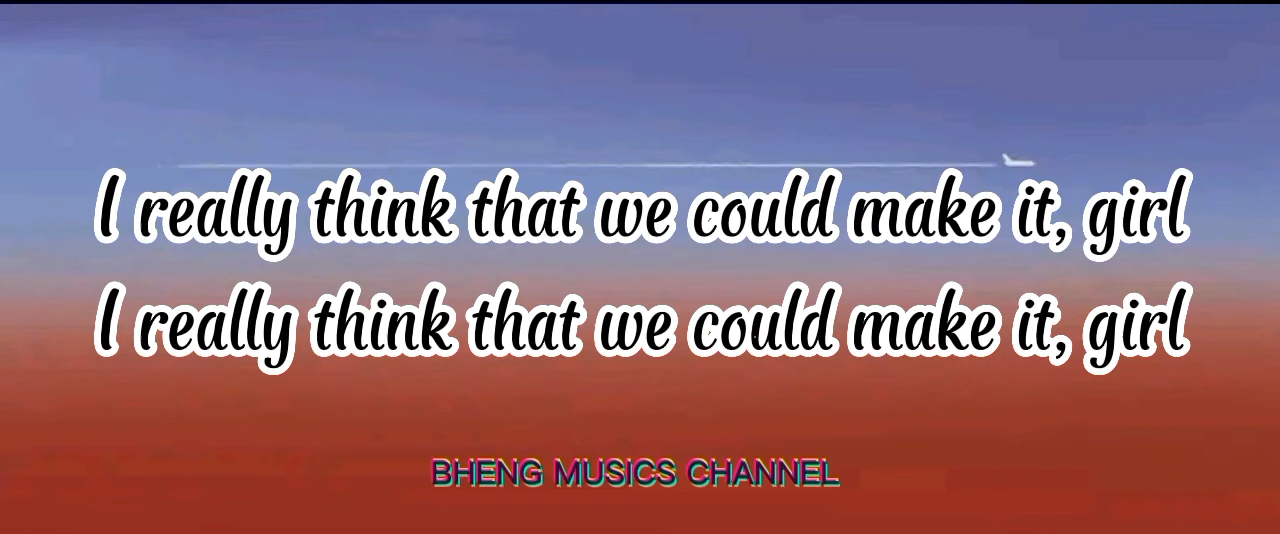 I really think that we could make it, girl
I really think that we could make it, girl
BHENG MUSICS CHANNEL